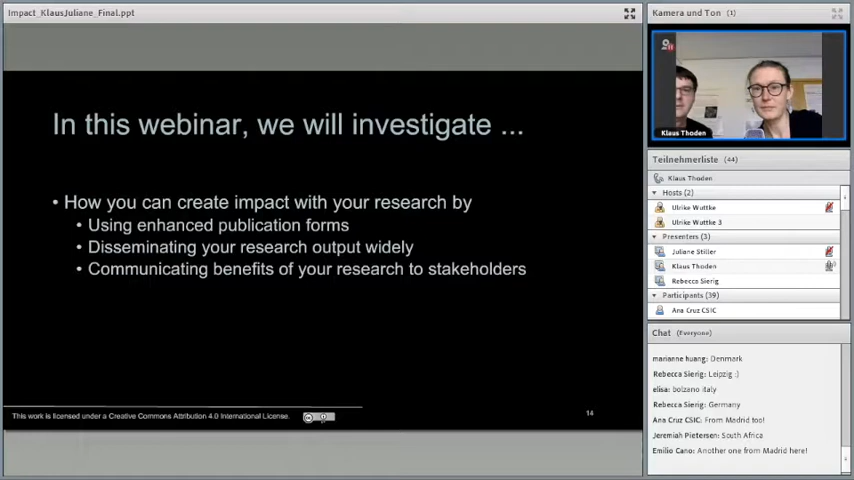 Impact_KlausJuliane_Final.ppt
In this webinar, we will investigate ...
• How you can create impact with your research by
• Using enhanced publication forms
• Disseminating your research output widely
• Communicating benefits of your research to stakeholders
This work is licensed under a Creative Commons Attribution 4.0 International License.
14
Kamera und Ton (1)
Klaus Thoden
Teilnehmerliste (44)
Klaus Thoden
Hosts (2)
Ulrike Wuttke
Ulrike Wuttke 3
Presenters (3)
Juliane Stiller
Klaus Thoden
Rebecca Sierig
Participants (39)
Ana Cruz CSIC
Chat (Everyone)
marianne huang: Denmark
Rebecca Sierig: Leipzig :)
elisa: bolzano italy
Rebecca Sierig: Germany
Ana Cruz CSIC: From Madrid too!
Jeremiah Pietersen: South Africa
Emilio Cano: Another one from Madrid here!